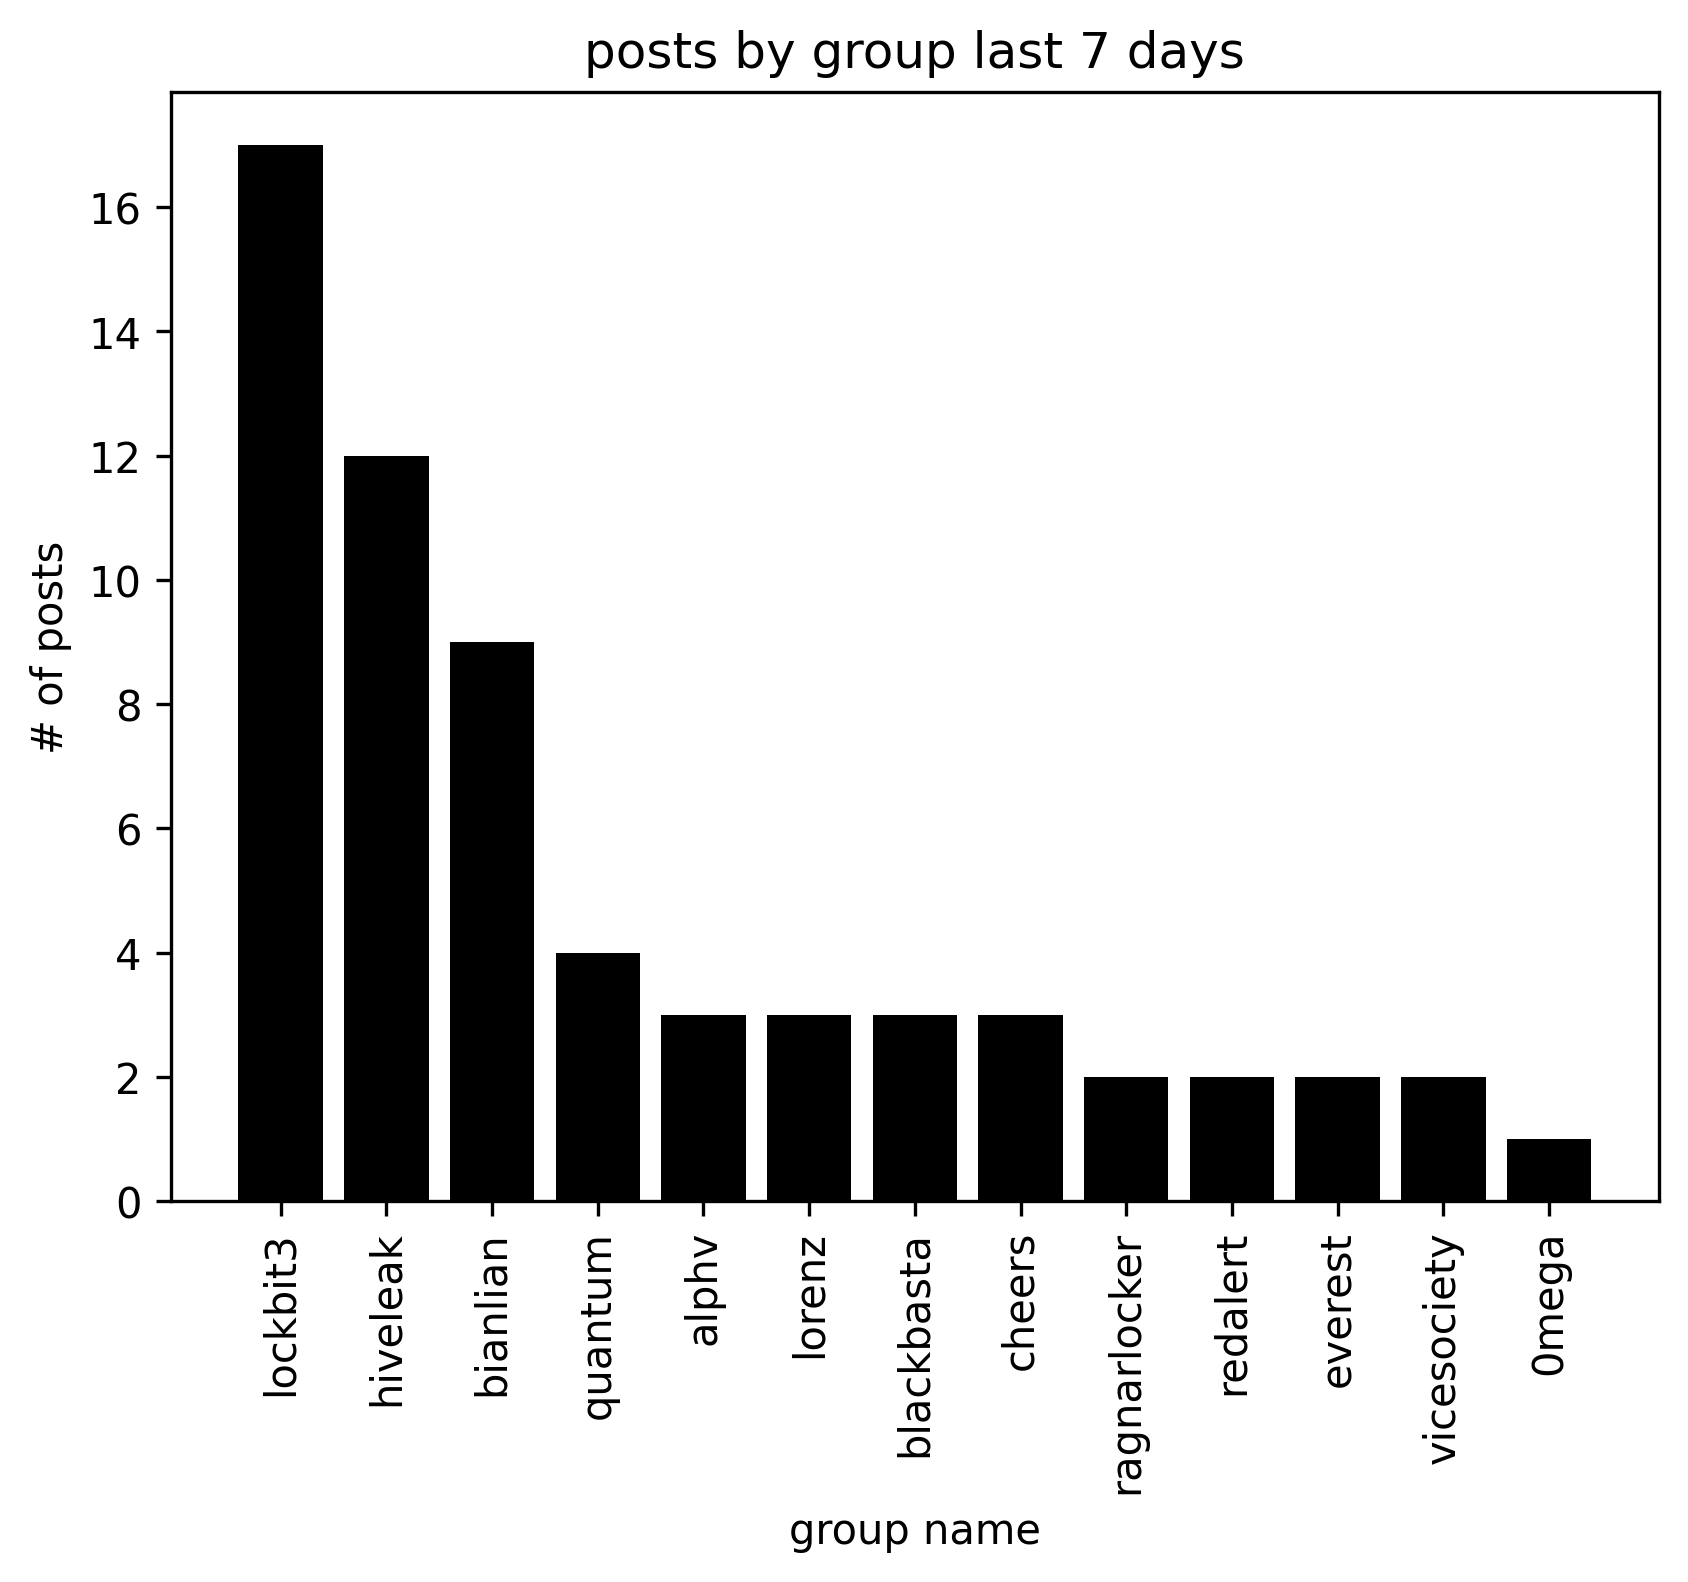 posts by group last 7 days
# of posts
16
14
12
10
8
6
4
2
0
lockbit3
hiveleak
bianlian
quantum
alphv
lorenz
blackbasta
cheers
ragnarlocker
redalert
everest
vicesociety
0mega
group name